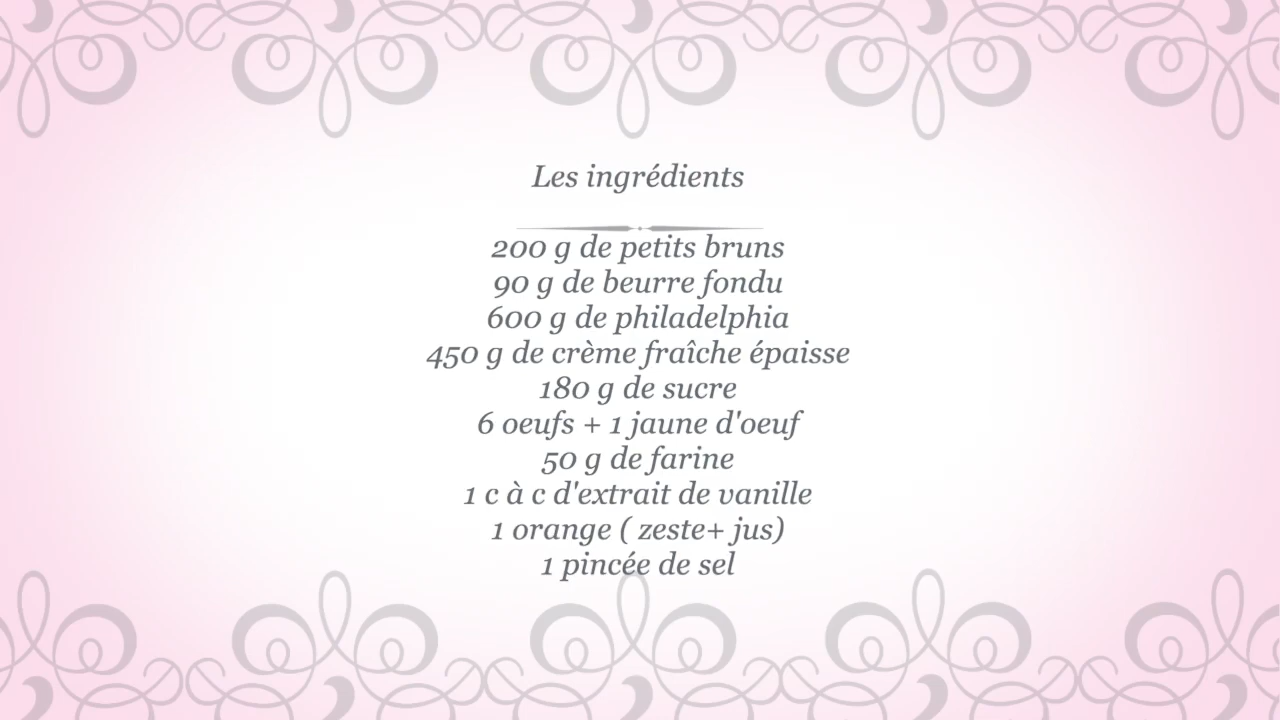 Les ingrédients
200 g de petits bruns
90 g de beurre fondu
600 g de philadelphia
450 g de crème fraîche épaisse
180 g de sucre
6 oeufs + 1 jaune d'oeuf
50 g de farine
1 c à c d'extrait de vanille
1 orange ( zeste+ jus)
1 pincée de sel